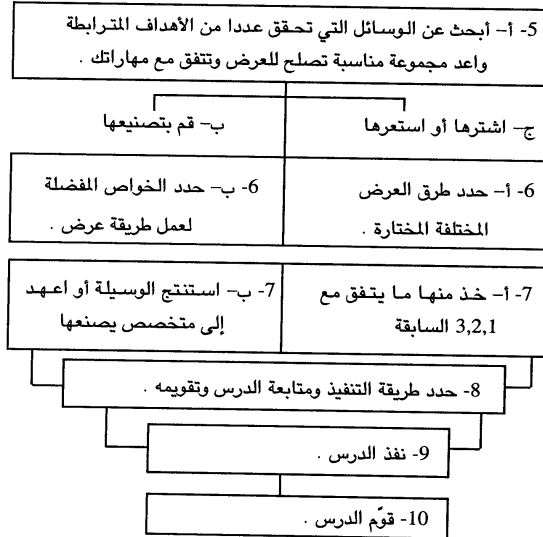 5- أ– أبحث عن الوسائل التي تحقق عددا من الأهداف المترابطة
واعد مجموعة مناسبة تصلح للعرض وتتفق مع مهاراتك .
ج– اشترها أو استعرها
ب– قم بتصنيعها
6- أ– حدد طرق العرض
المختلفة المختارة .
6- ب– حدد الخواص المفضلة
لعمل طريقة عرض .
7- أ– خذ منها ما يتفق مع
3,2,1 السابقة
7- ب– استنتج الوسيلة أو اعهد
إلى متخصص يصنعها
8- حدد طريقة التنفيذ ومتابعة الدرس وتقويمه .
9- نفذ الدرس .
10- قوّم الدرس .